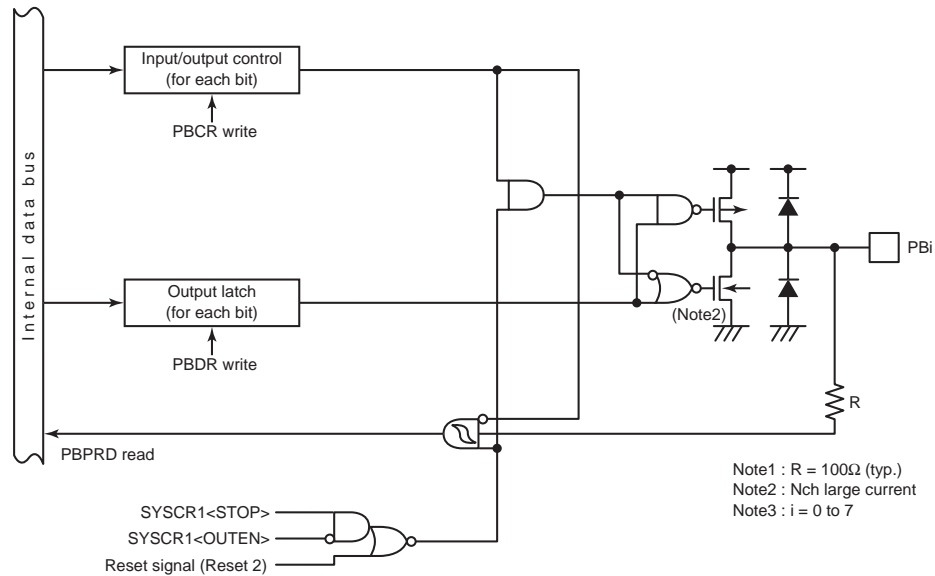 Internal data bus
Input/output control
(for each bit)
PBCR write
Output latch
(for each bit)
PBDR write
(Note2)
PBi
R
PBPRD read
SYSCR1<STOP>
SYSCR1<OUTEN>
Reset signal (Reset 2)
Note1 : R = 100Ω (typ.)
Note2 : Nch large current
Note3 : i = 0 to 7